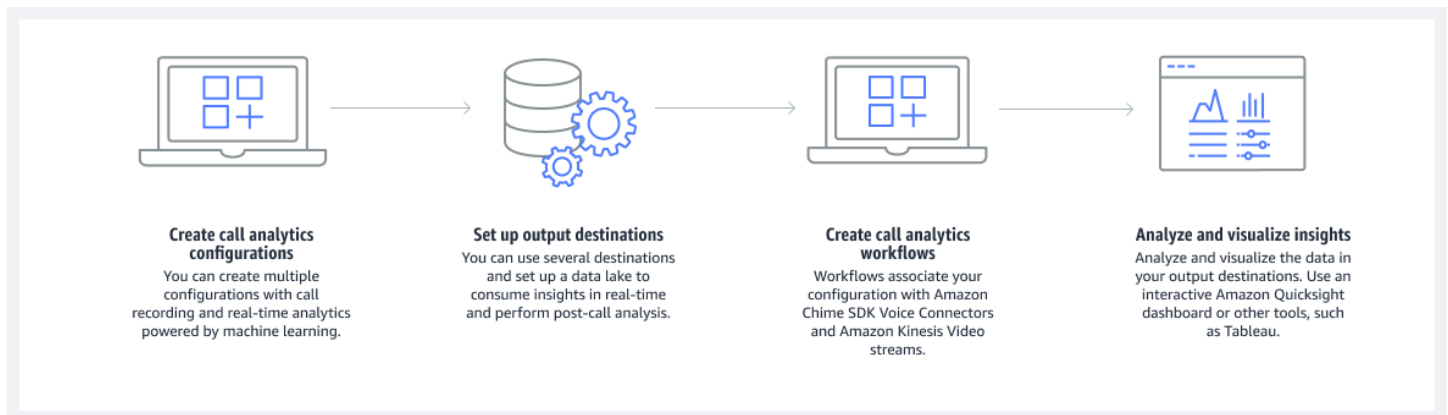 Create call analytics
configurations
You can create multiple
configurations with call
recording and real-time analytics
powered by machine learning.
Set up output destinations
You can use several destinations
and set up a data lake to
consume insights in real-time
and perform post-call analysis.
Create call analytics
workflows
Workflows associate your
configuration with Amazon
Chime SDK Voice Connectors
and Amazon Kinesis Video
streams.
Analyze and visualize insights
Analyze and visualize the data in
your output destinations. Use an
interactive Amazon Quicksight
dashboard or other tools, such
as Tableau.